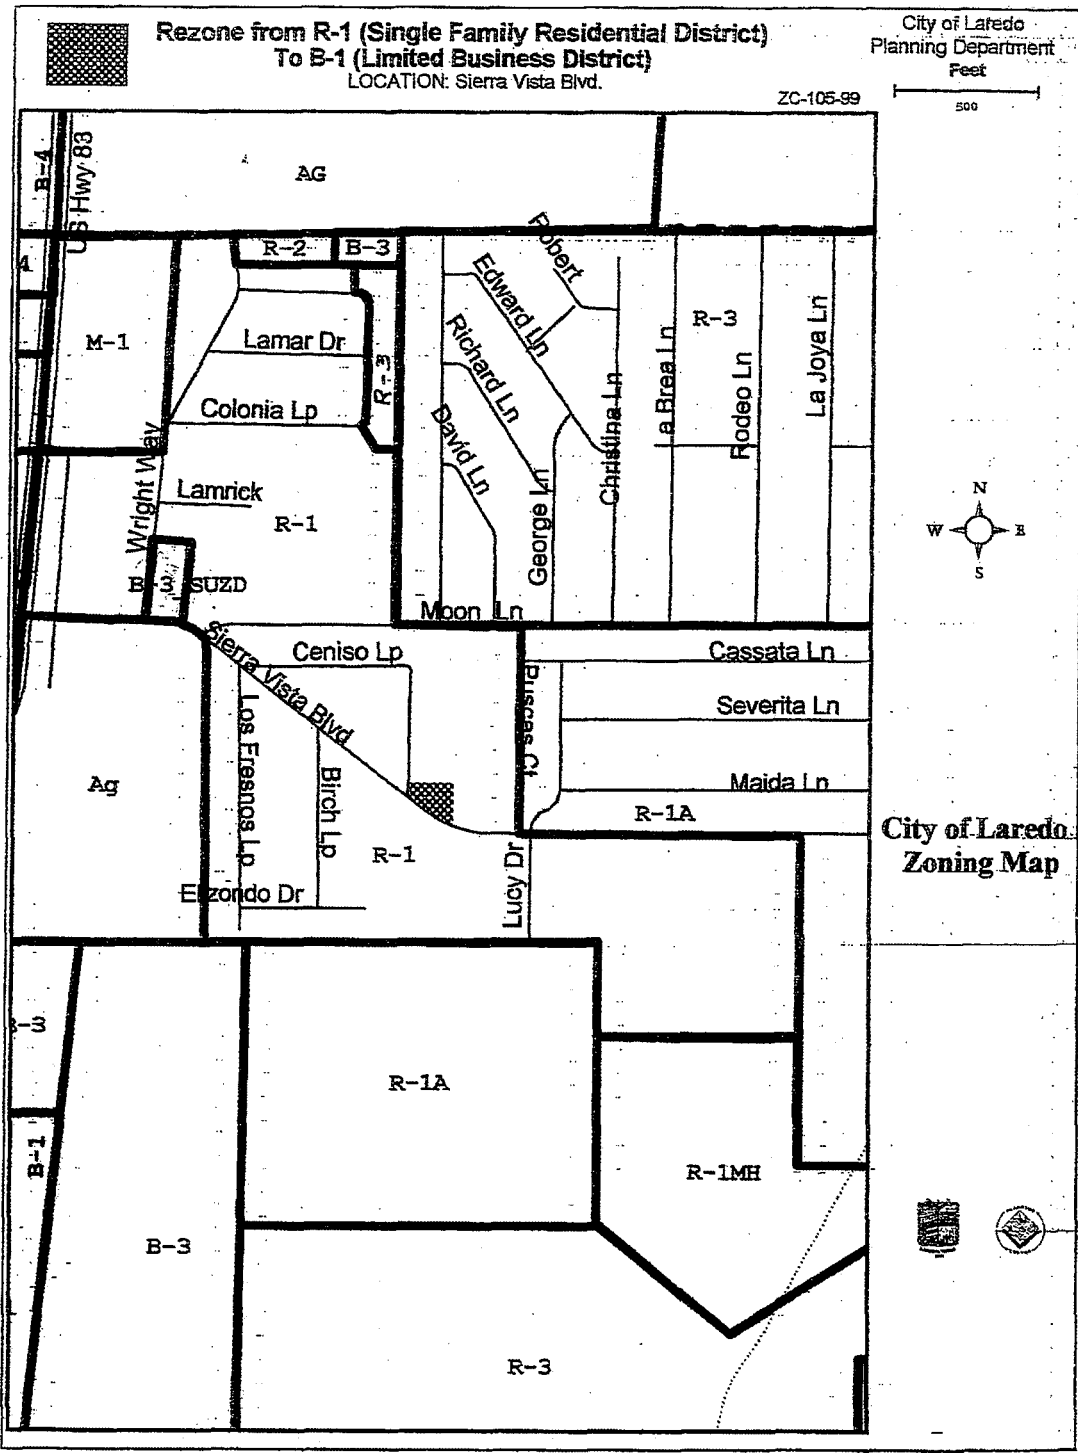 Rezone from R-1 (Single Family Residential District)
To B-1 (Limited Business District)
LOCATION: Sierra Vista Blvd.
ZC-105-99
City of Laredo
Planning Department
Feet
500
B-4
US Hwy 83
AG
4
R-2
B-3
M-1
Lamar Dr
R-3
Colonia Lp
Wright Way
Lamrick
R-1
B-3
SUZD
Robert
Edward Ln
Richard Ln
David Ln
George Ln
Christina Ln
La Brea Ln
R-3
Rodeo Ln
La Joya Ln
N
W
E
S
Moon Ln
Sierra Vista Blvd
Ceniso Lp
Cassata Ln
Severita Ln
Maida Ln
R-1A
Ct
Los Fresnos Lp
Birch Lp
Ag
R-1
Elizondo Dr
Lucy Dr
City of Laredo
Zoning Map
B-3
B-1
R-1A
R-1MH
B-3
R-3